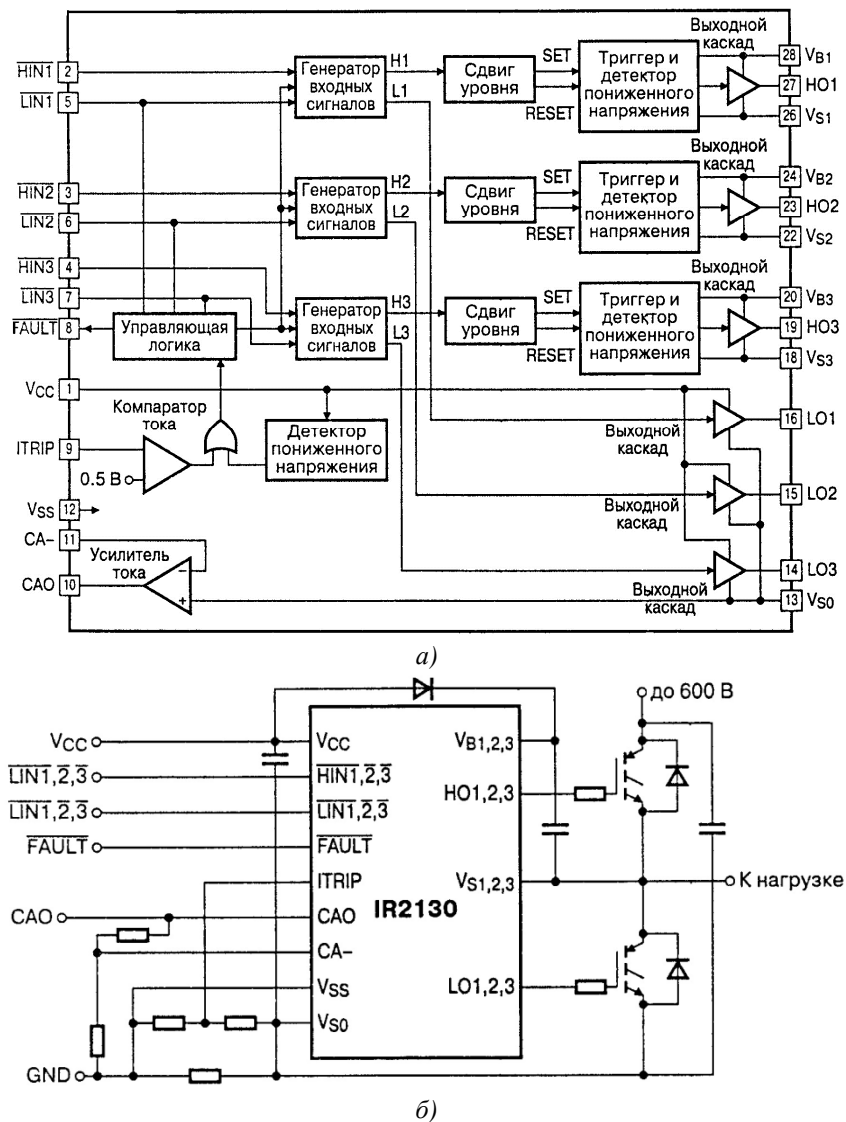 Выходной
каскад
HIN1 2
Генератор
входных
сигналов
H1
L1
Сдвиг
уровня
SET
RESET
Триггер и
детектор
пониженного
напряжения
28 VB1
27 HO1
26 VS1
LIN1 5
Выходной
каскад
HIN2 3
LIN2 6
Генератор
входных
сигналов
H2
L2
Сдвиг
уровня
SET
RESET
Триггер и
детектор
пониженного
напряжения
24 VB2
23 HO2
22 VS2
HIN3 4
LIN3 7
FAULT 8
Управляющая
логика
Генератор
входных
сигналов
H3
L3
Сдвиг
уровня
SET
RESET
Триггер и
детектор
пониженного
напряжения
Выходной
каскад
20 VB3
19 HO3
18 VS3
VCC 1
Компаратор
тока
ITRIP 9
0.5 В
Детектор
пониженного
напряжения
Выходной
каскад
16 LO1
VSS 12
Выходной
каскад
15 LO2
CA– 11
Усилитель
тока
CAO 10
–
+
Выходной
каскад
14 LO3
13 VS0
а)
до 600 В
VCC
VCC
VB1,2,3
LIN1,2,3
HIN1,2,3
HO1,2,3
LIN1,2,3
LIN1,2,3
FAULT
FAULT
ITRIP
VS1,2,3
К нагрузке
CAO
CAO
IR2130
CA–
VSS
LO1,2,3
VS0
GND
б)